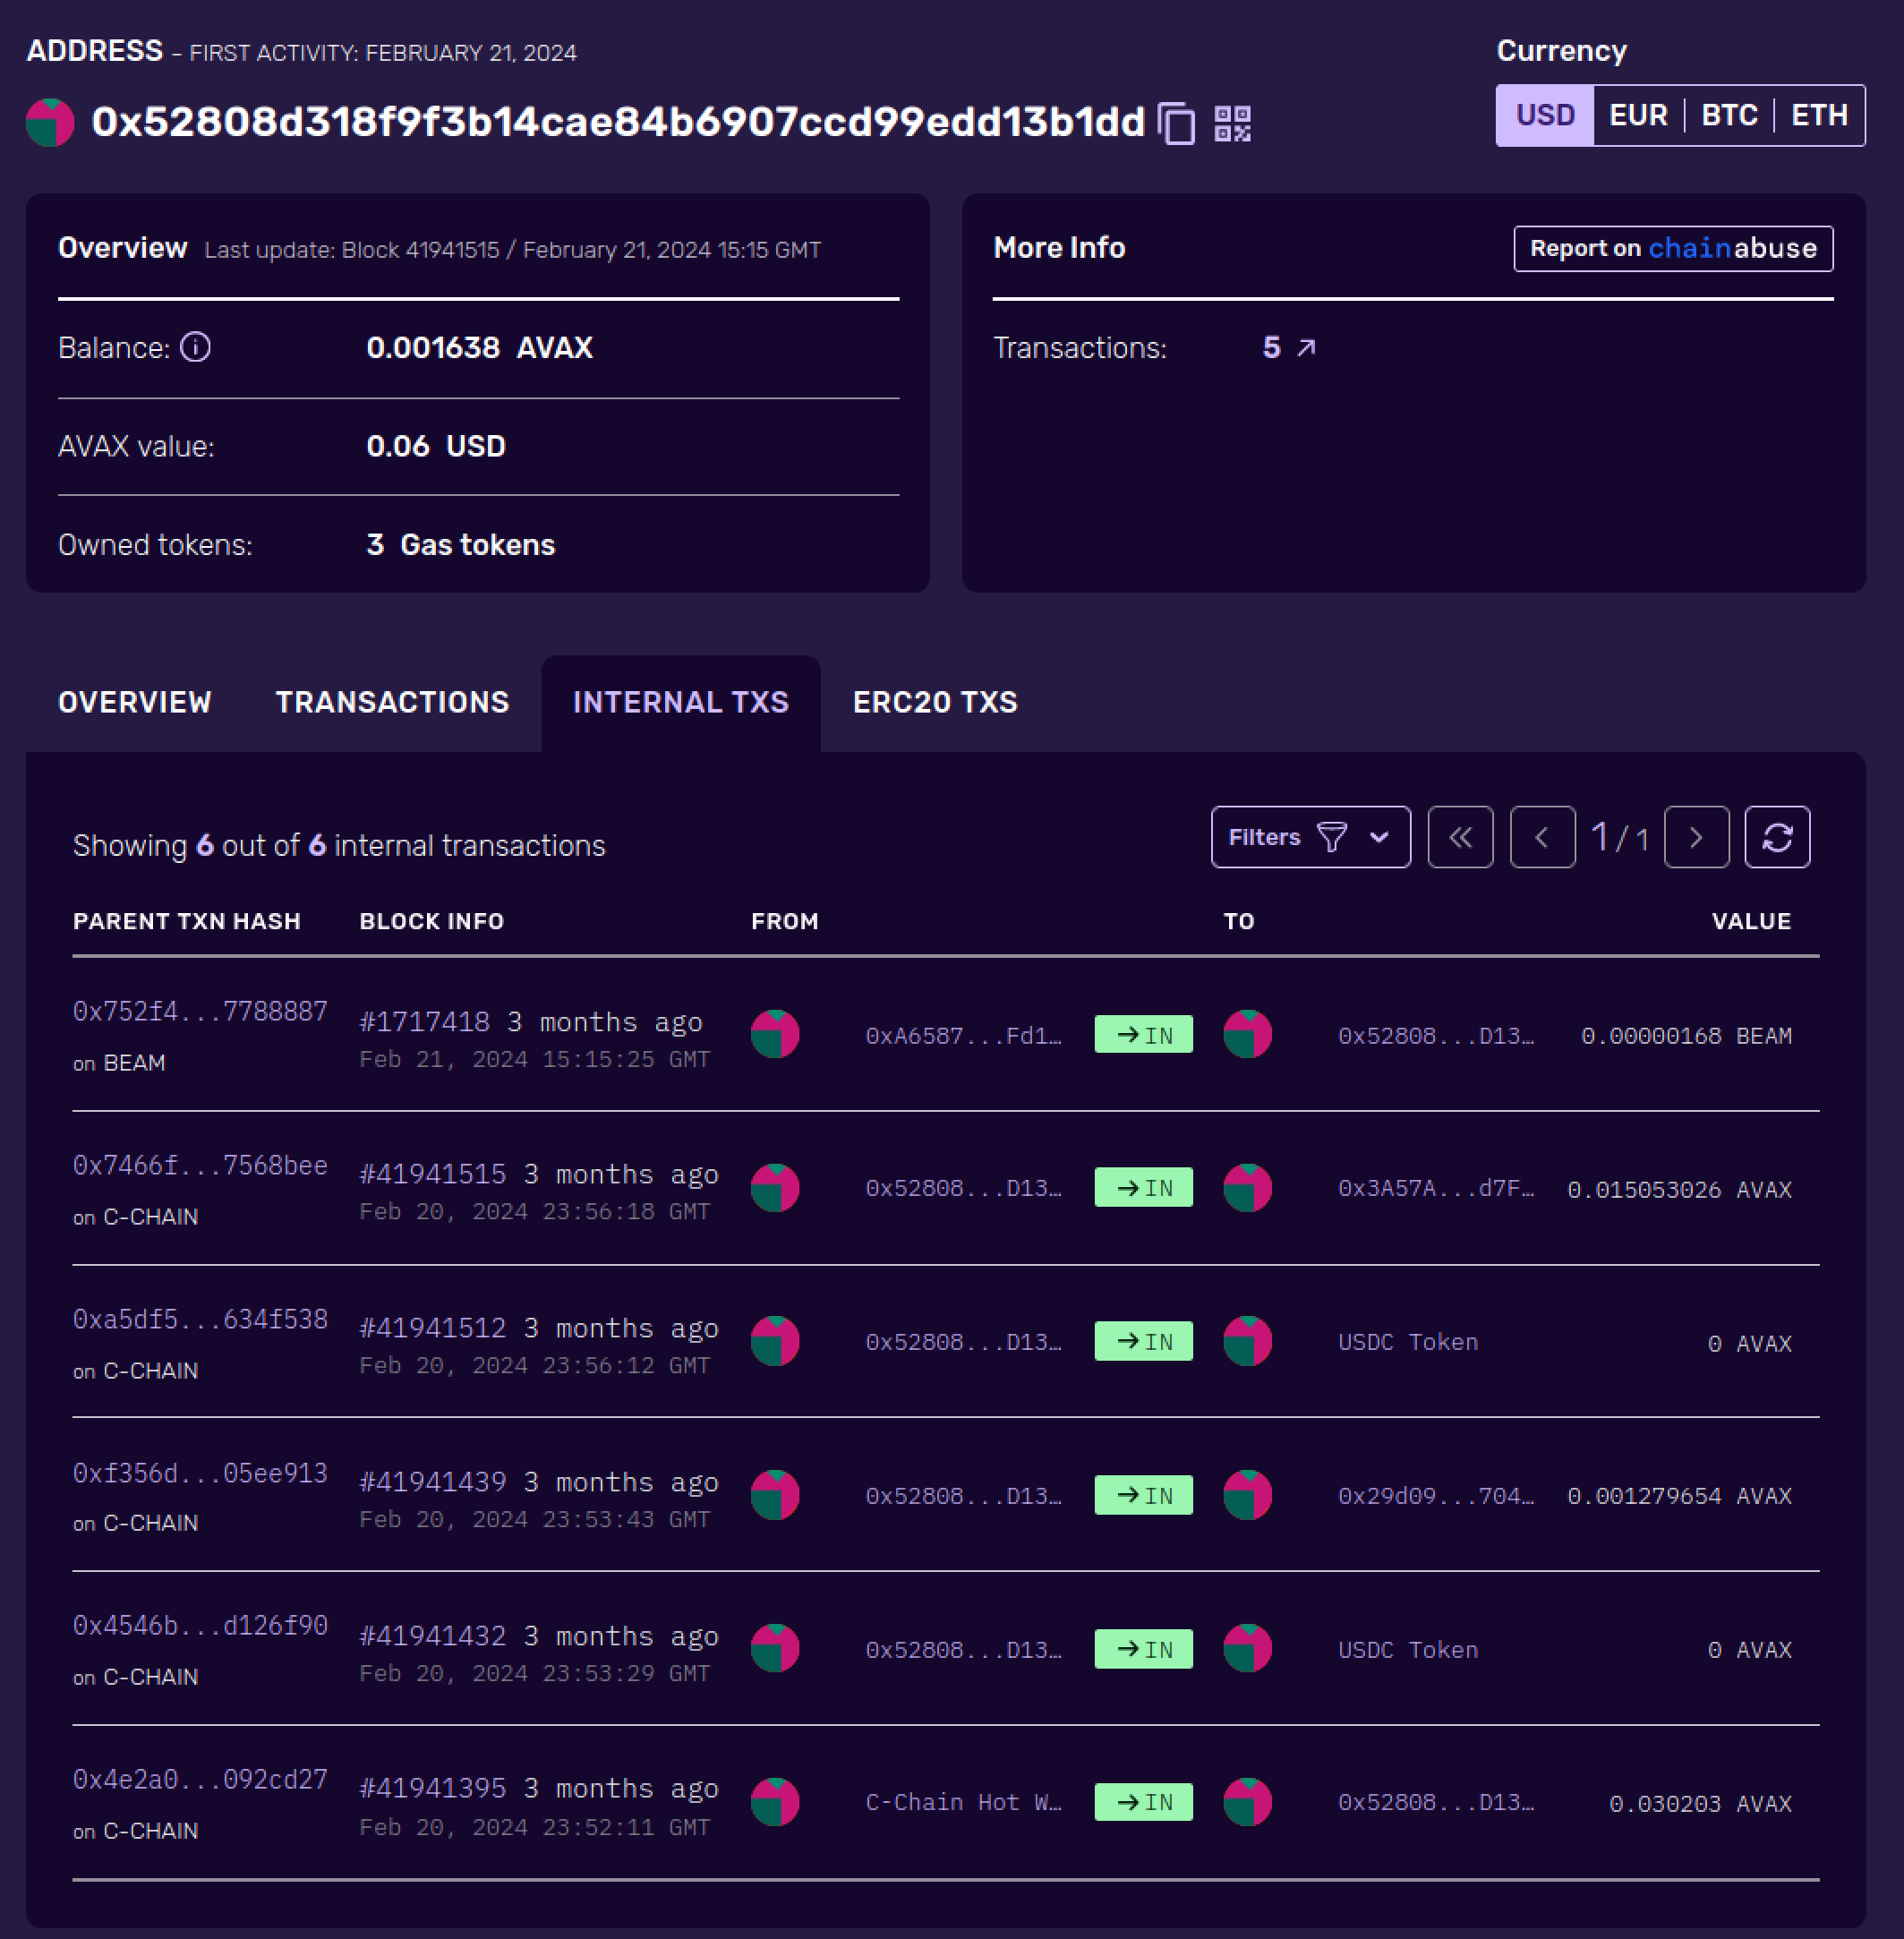 ADDRESS - FIRST ACTIVITY: FEBRUARY 21, 2024
Currency
0x52808d318f9f3b14cae84b6907ccd99edd13b1dd
USD EUR BTC ETH
Overview Last update: Block 41941515 / February 21, 2024 15:15 GMT
Balance: 0.001638 AVAX
AVAX value: 0.06 USD
Owned tokens: 3 Gas tokens
More Info
Report on chainabuse
Transactions: 5
OVERVIEW TRANSACTIONS INTERNAL TXS ERC20 TXS
Showing 6 out of 6 internal transactions
Filters 1 / 1
PARENT TXN HASH BLOCK INFO FROM TO VALUE
0x752f4...7788887
on BEAM
#1717418 3 months ago
Feb 21, 2024 15:15:25 GMT
0xA6587...Fd1… IN 0x52808...D13… 0.00000168 BEAM
0x7466f...7568bee
on C-CHAIN
#41941515 3 months ago
Feb 20, 2024 23:56:18 GMT
0x52808...D13… IN 0x3A57A...d7F… 0.015053026 AVAX
0xa5df5...634f538
on C-CHAIN
#41941512 3 months ago
Feb 20, 2024 23:56:12 GMT
0x52808...D13… IN USDC Token 0 AVAX
0xf356d...05ee913
on C-CHAIN
#41941439 3 months ago
Feb 20, 2024 23:53:43 GMT
0x52808...D13… IN 0x29d09...704… 0.001279654 AVAX
0x4546b...d126f90
on C-CHAIN
#41941432 3 months ago
Feb 20, 2024 23:53:29 GMT
0x52808...D13… IN USDC Token 0 AVAX
0x4e2a0...092cd27
on C-CHAIN
#41941395 3 months ago
Feb 20, 2024 23:52:11 GMT
C-Chain Hot W… IN 0x52808...D13… 0.030203 AVAX